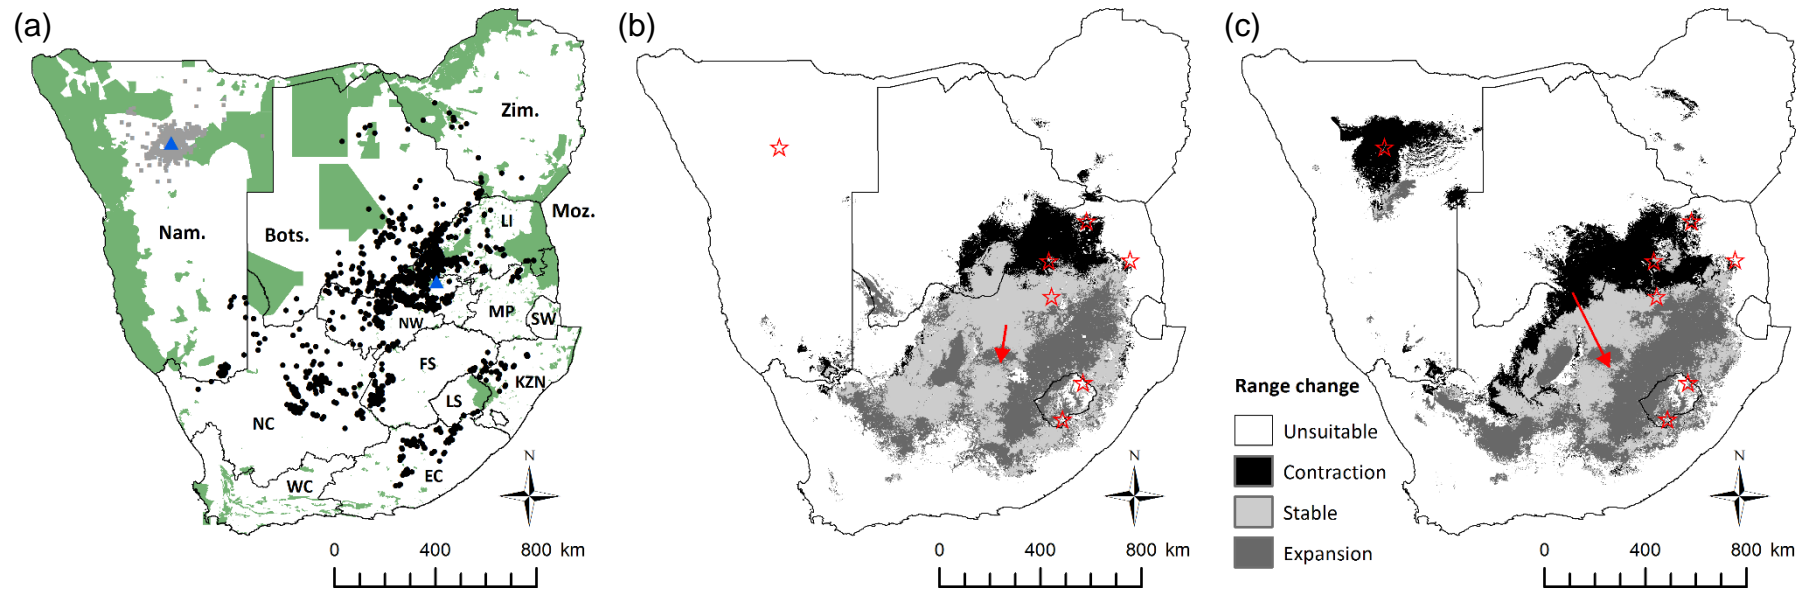 (a)
Zim.
Nam.
Bots.
LI
Moz.
NW
MP
SW
FS
KZN
LS
NC
EC
WC
N
0 400 800 km
(b)
N
0 400 800 km
(c)
Range change
Unsuitable
Contraction
Stable
Expansion
N
0 400 800 km